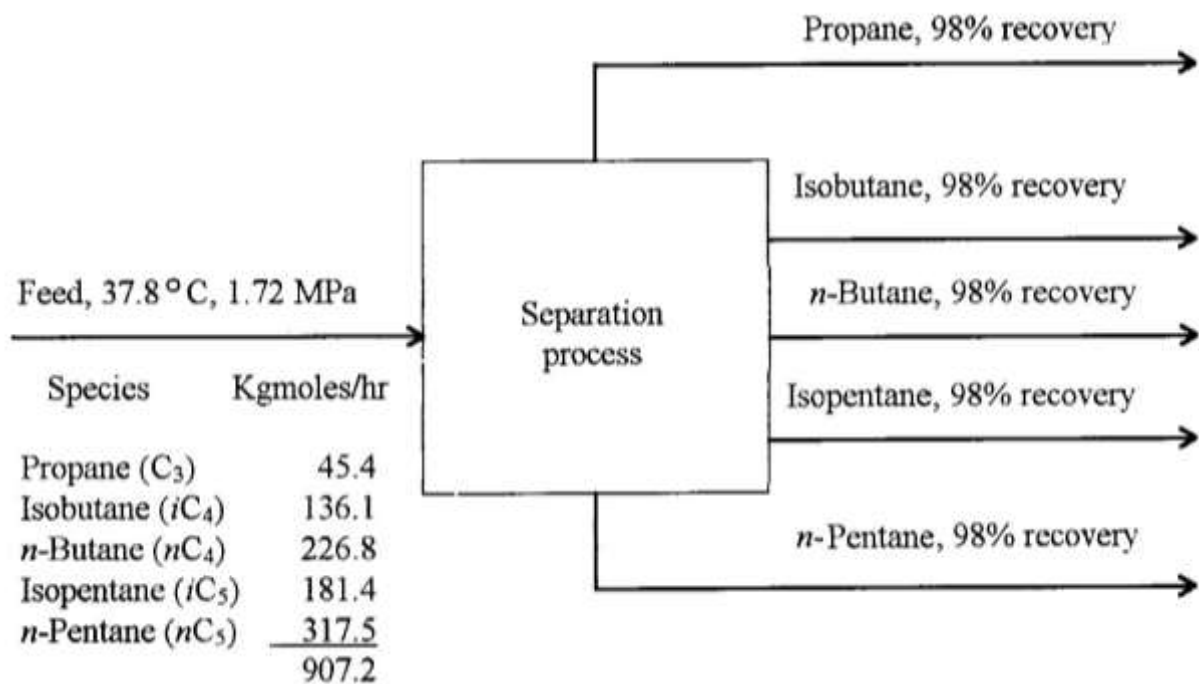 Propane, 98% recovery
Isobutane, 98% recovery
Feed, 37.8 °C, 1.72 MPa
n-Butane, 98% recovery
Separation
process
Species Kgmoles/hr
Isopentane, 98% recovery
Propane (C₃) 45.4
Isobutane (iC₄) 136.1
n-Butane (nC₄) 226.8
n-Pentane, 98% recovery
Isopentane (iC₅) 181.4
n-Pentane (nC₅) 317.5
907.2